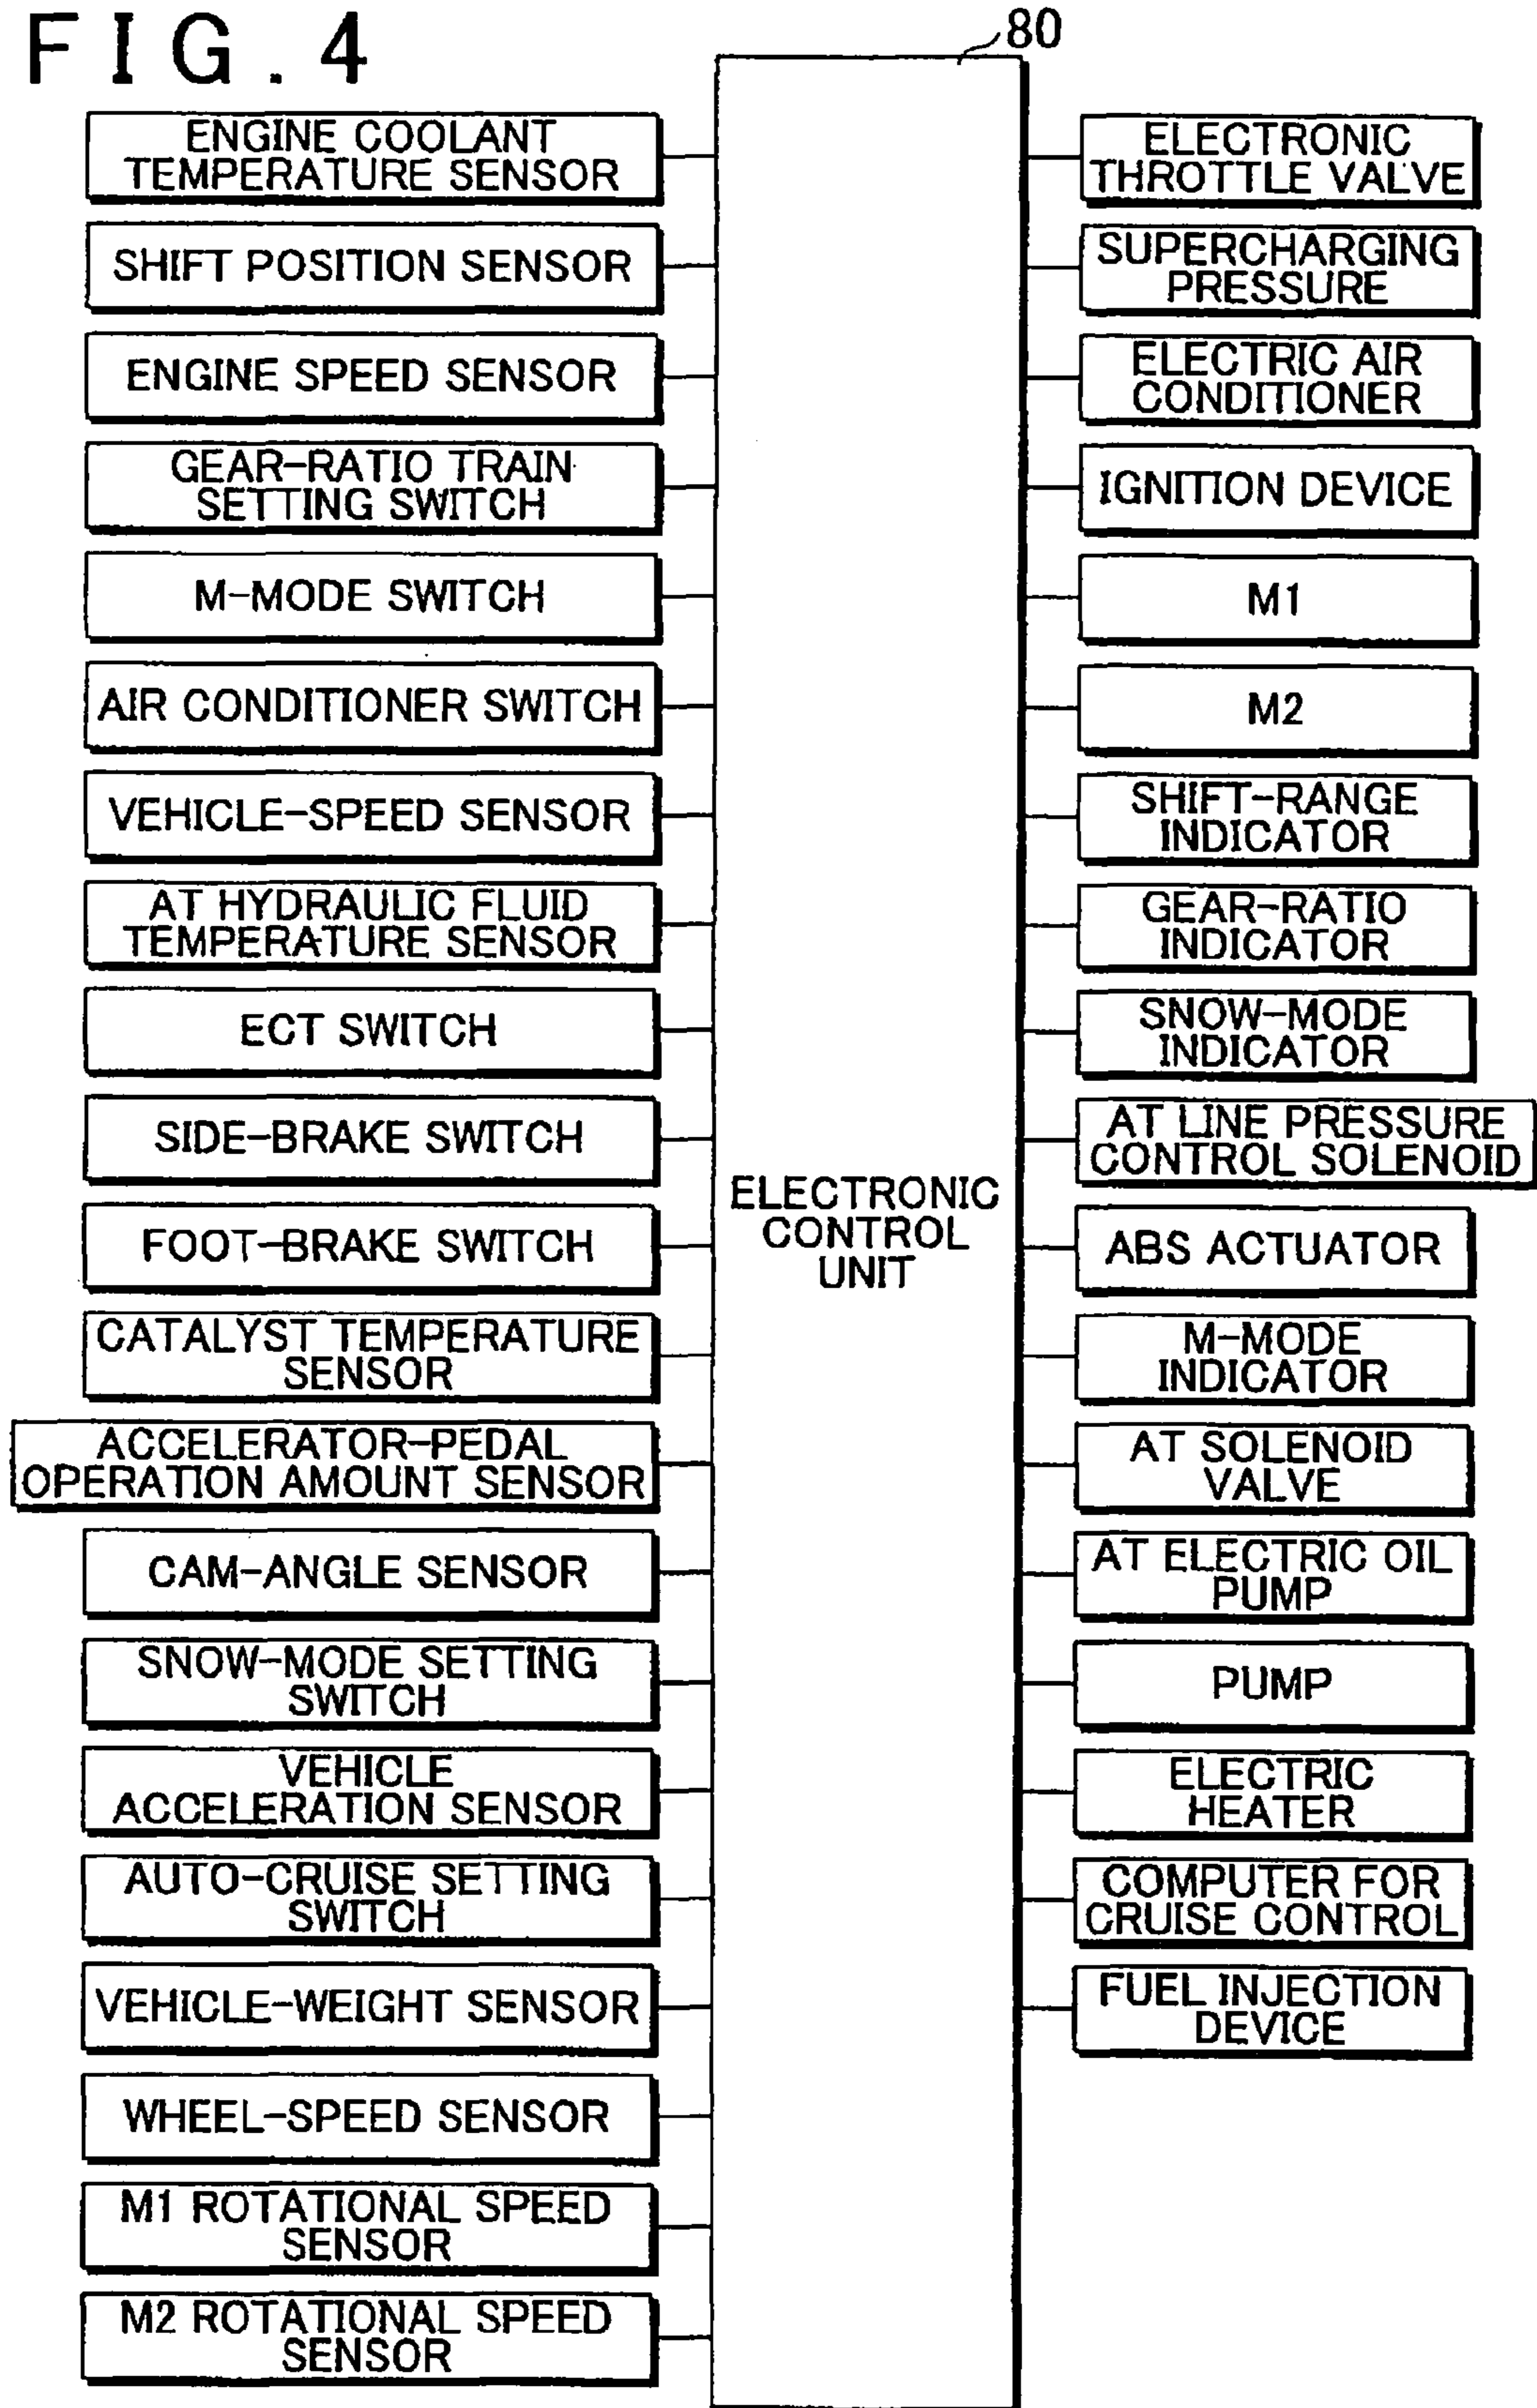 FIG.4
80
ENGINE COOLANT
TEMPERATURE SENSOR
SHIFT POSITION SENSOR
ENGINE SPEED SENSOR
GEAR-RATIO TRAIN
SETTING SWITCH
M-MODE SWITCH
AIR CONDITIONER SWITCH
VEHICLE-SPEED SENSOR
AT HYDRAULIC FLUID
TEMPERATURE SENSOR
ECT SWITCH
SIDE-BRAKE SWITCH
FOOT-BRAKE SWITCH
CATALYST TEMPERATURE
SENSOR
ACCELERATOR-PEDAL
OPERATION AMOUNT SENSOR
CAM-ANGLE SENSOR
SNOW-MODE SETTING
SWITCH
VEHICLE
ACCELERATION SENSOR
AUTO-CRUISE SETTING
SWITCH
VEHICLE-WEIGHT SENSOR
WHEEL-SPEED SENSOR
M1 ROTATIONAL SPEED
SENSOR
M2 ROTATIONAL SPEED
SENSOR
ELECTRONIC
CONTROL
UNIT
ELECTRONIC
THROTTLE VALVE
SUPERCHARGING
PRESSURE
ELECTRIC AIR
CONDITIONER
IGNITION DEVICE
M1
M2
SHIFT-RANGE
INDICATOR
GEAR-RATIO
INDICATOR
SNOW-MODE
INDICATOR
AT LINE PRESSURE
CONTROL SOLENOID
ABS ACTUATOR
M-MODE
INDICATOR
AT SOLENOID
VALVE
AT ELECTRIC OIL
PUMP
PUMP
ELECTRIC
HEATER
COMPUTER FOR
CRUISE CONTROL
FUEL INJECTION
DEVICE